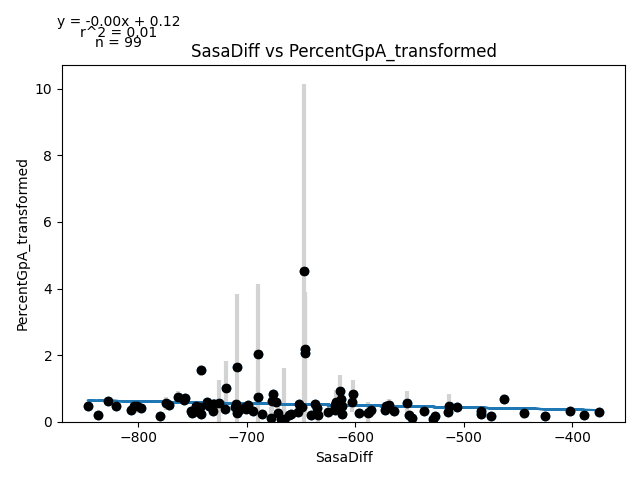 y = -0.00x + 0.12
r^2 = 0.01
n = 99
SasaDiff vs PercentGpA_transformed
PercentGpA_transformed
10
8
6
4
2
0
−800
−700
−600
−500
−400
SasaDiff